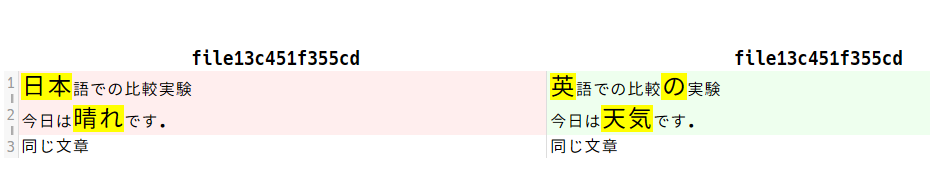 file13c451f355cd file13c451f355cd
1 日本語での比較実験 英語での比較の実験
2 今日は晴れです. 今日は天気です.
3 同じ文章 同じ文章